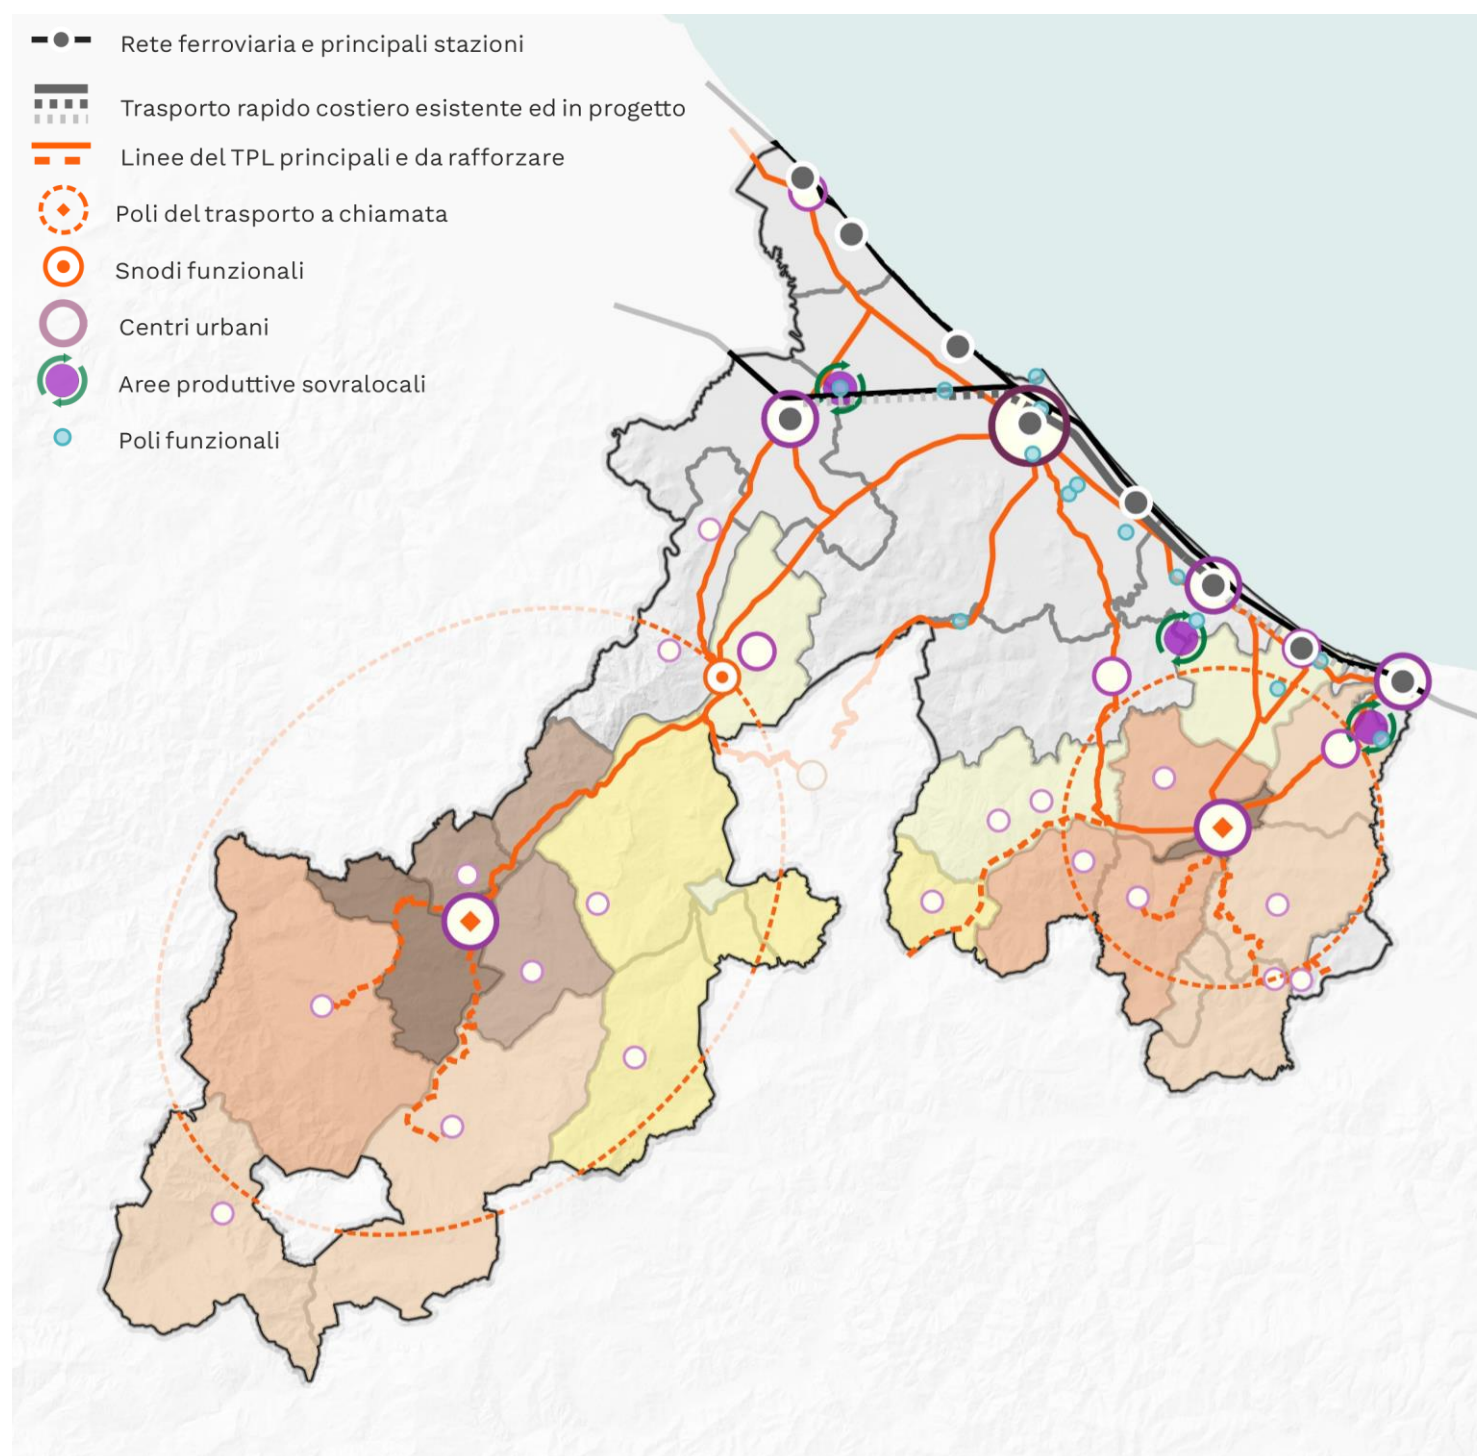 Rete ferroviaria e principali stazioni
Trasporto rapido costiero esistente ed in progetto
Linee del TPL principali e da rafforzare
Poli del trasporto a chiamata
Snodi funzionali
Centri urbani
Aree produttive sovralocali
Poli funzionali